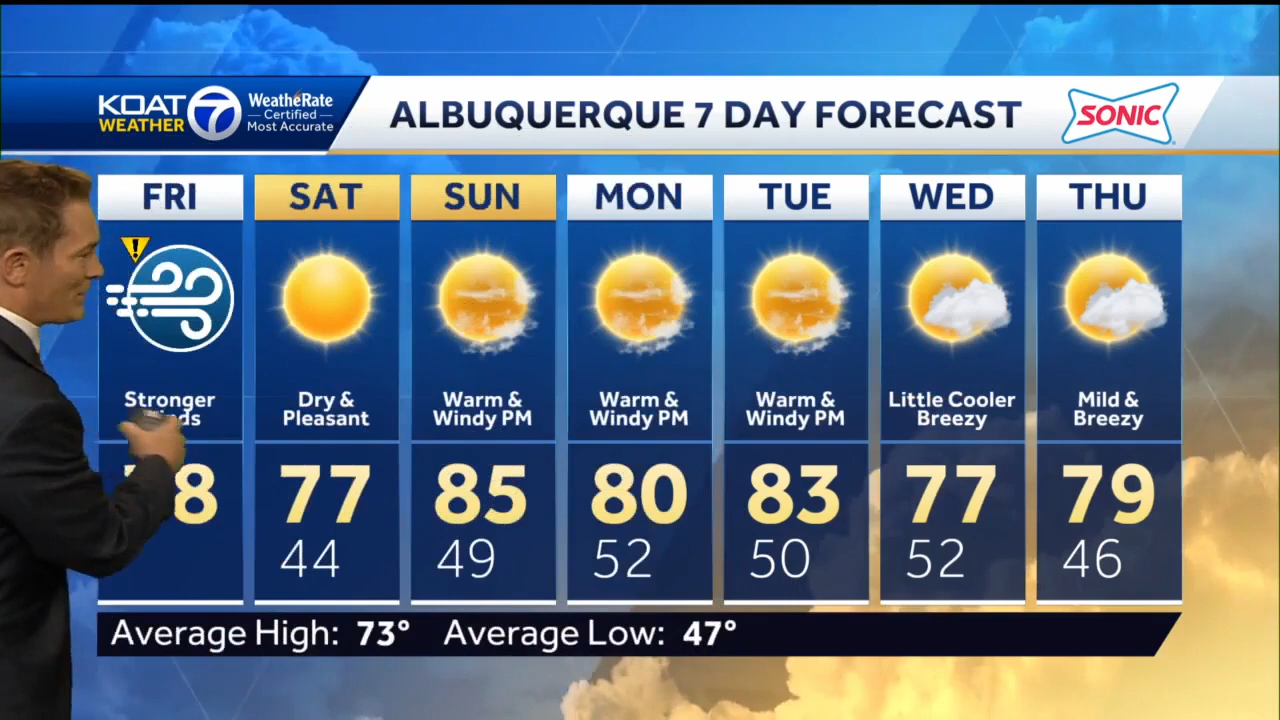 KOAT 7 WeatheRate
WEATHER Certified
Most Accurate
ALBUQUERQUE 7 DAY FORECAST
SONIC
FRI SAT SUN MON TUE WED THU
!
Stronger
Dry &
Pleasant
Warm &
Windy PM
Warm &
Windy PM
Warm &
Windy PM
Little Cooler
Breezy
Mild &
Breezy
77 85 80 83 77 79
44 49 52 50 52 46
Average High: 73° Average Low: 47°